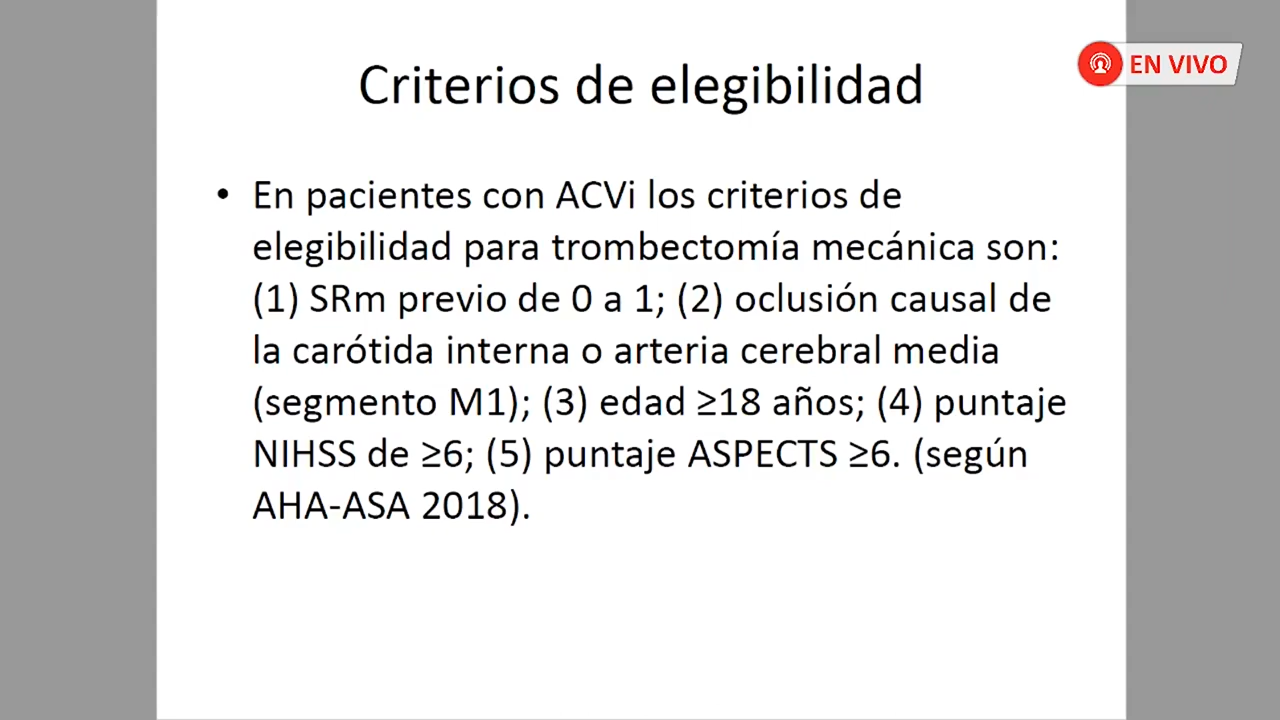 Criterios de elegibilidad
EN VIVO
• En pacientes con ACVi los criterios de
elegibilidad para trombectomía mecánica son:
(1) SRm previo de 0 a 1; (2) oclusión causal de
la carótida interna o arteria cerebral media
(segmento M1); (3) edad ≥18 años; (4) puntaje
NIHSS de ≥6; (5) puntaje ASPECTS ≥6. (según
AHA-ASA 2018).